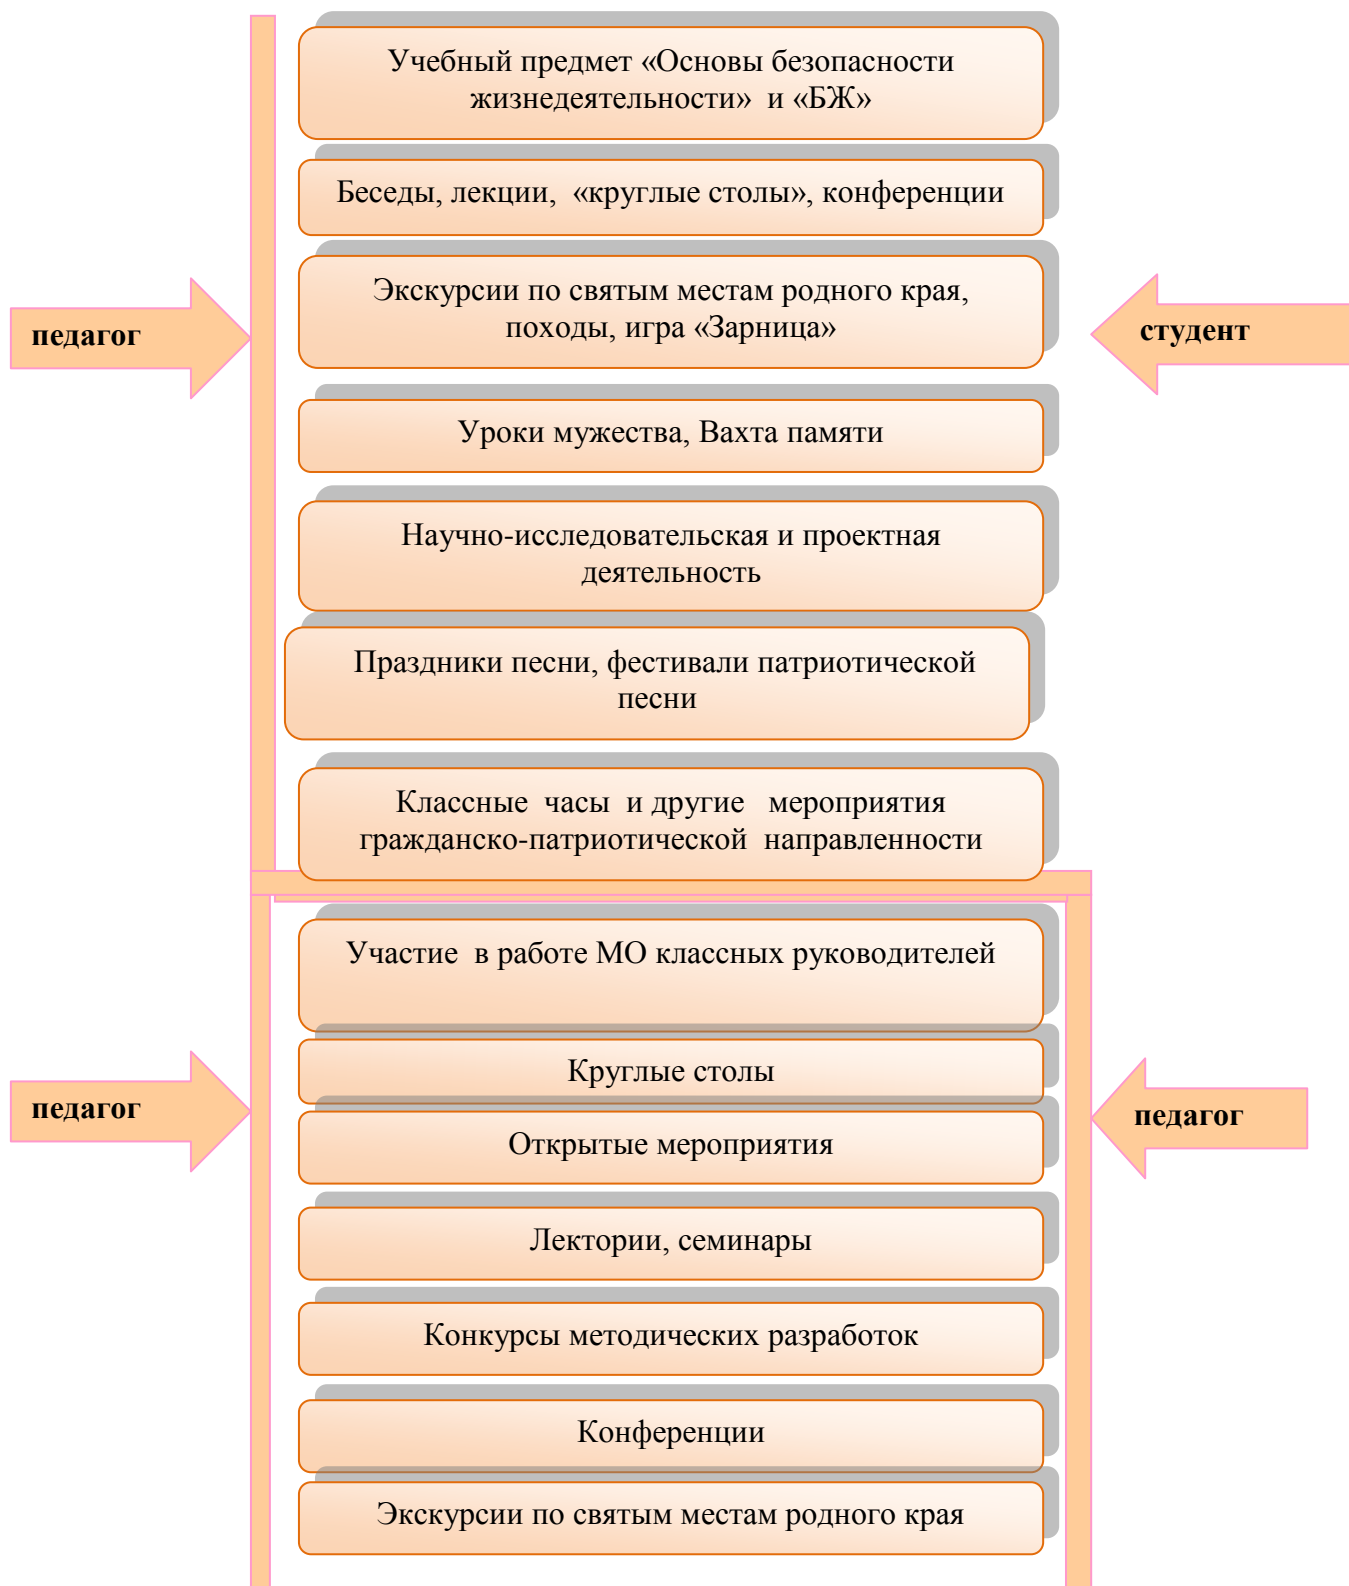 Учебный предмет «Основы безопасности
жизнедеятельности» и «БЖ»
Беседы, лекции, «круглые столы», конференции
Экскурсии по святым местам родного края,
походы, игра «Зарница»
педагог
студент
Уроки мужества, Вахта памяти
Научно-исследовательская и проектная
деятельность
Праздники песни, фестивали патриотической
песни
Классные часы и другие мероприятия
гражданско-патриотической направленности
Участие в работе МО классных руководителей
Круглые столы
педагог
педагог
Открытые мероприятия
Лектории, семинары
Конкурсы методических разработок
Конференции
Экскурсии по святым местам родного края